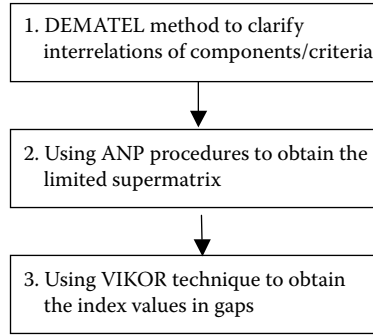 1. DEMATEL method to clarify
interrelations of components/criteria
2. Using ANP procedures to obtain the
limited supermatrix
3. Using VIKOR technique to obtain
the index values in gaps